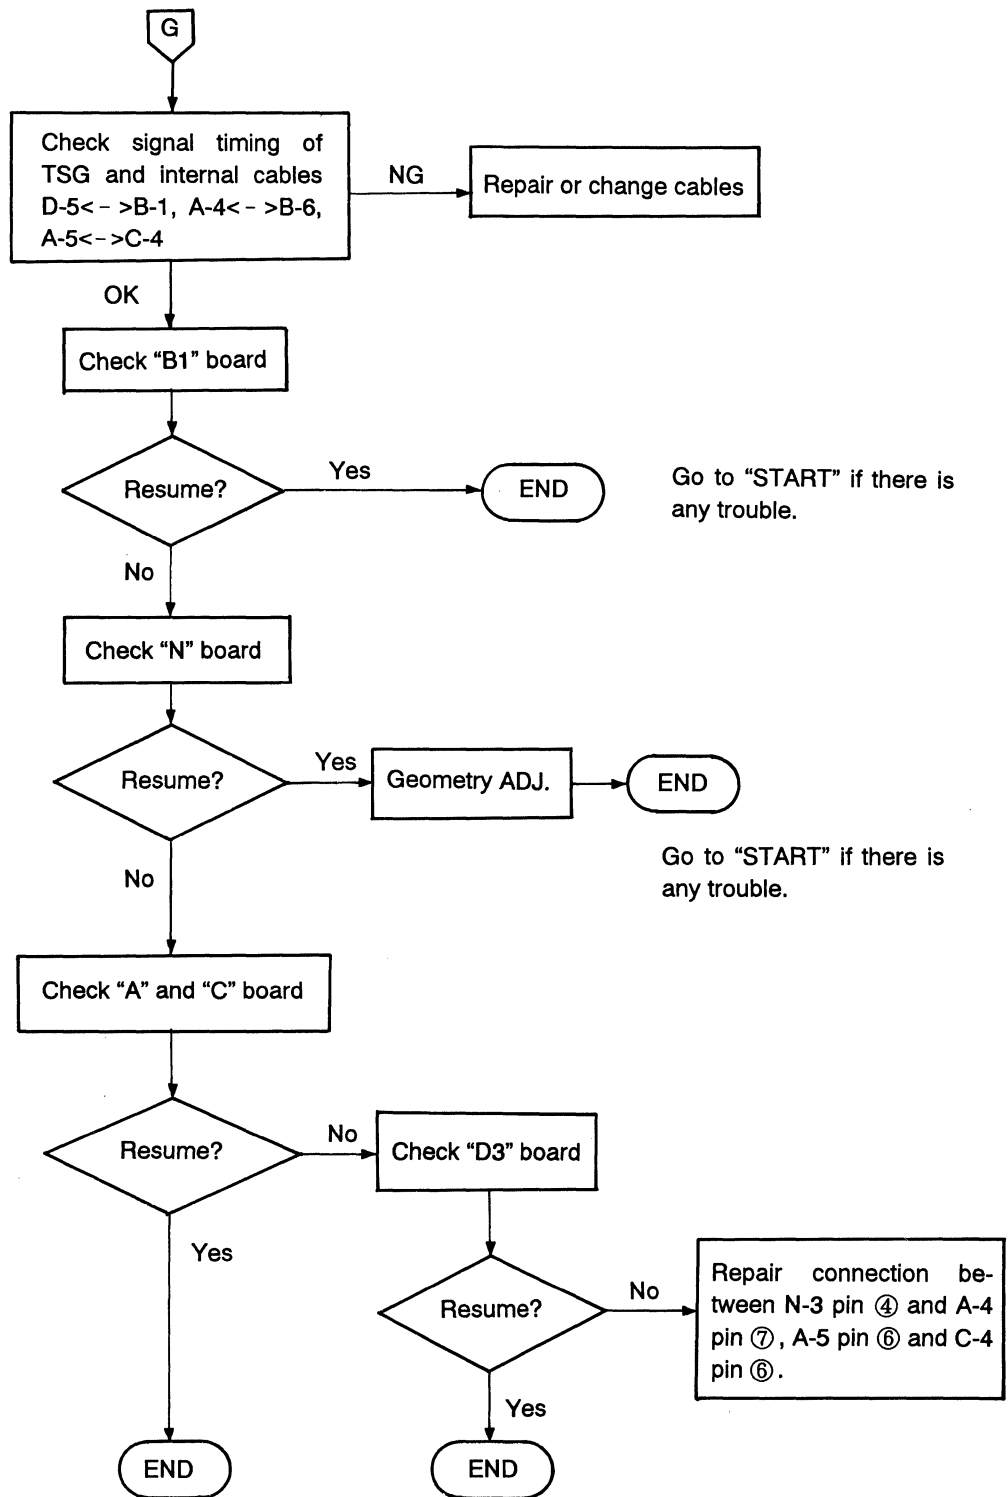 G
Check signal timing of
TSG and internal cables
D-5<->B-1, A-4<->B-6,
A-5<->C-4
NG
Repair or change cables
OK
Check “B1” board
Resume?
Yes
END
Go to “START” if there is
any trouble.
No
Check “N” board
Resume?
Yes
Geometry ADJ.
END
Go to “START” if there is
any trouble.
No
Check “A” and “C” board
Resume?
No
Check “D3” board
Yes
Resume?
No
Repair connection be-
tween N-3 pin ④ and A-4
pin ⑦, A-5 pin ⑥ and C-4
pin ⑥.
Yes
END
END